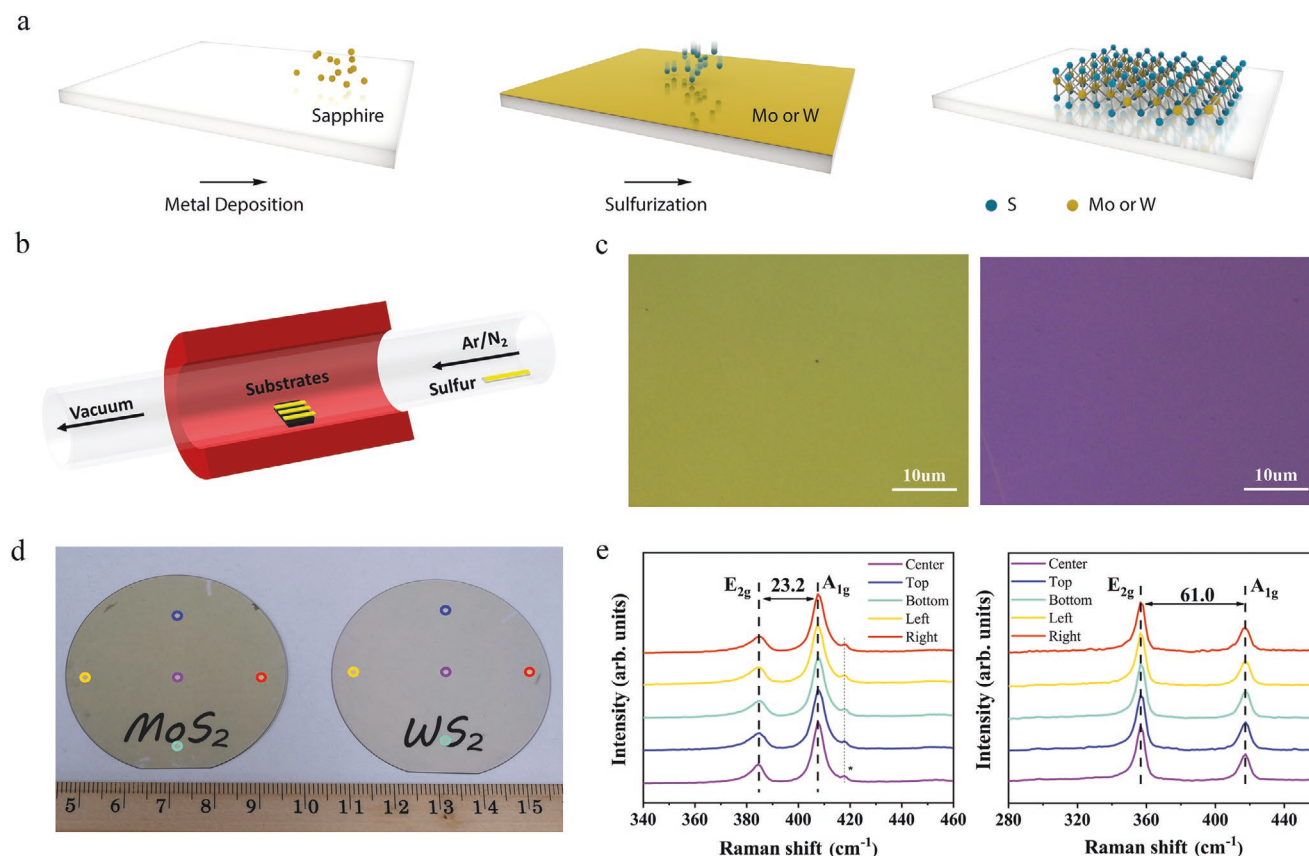 a
Sapphire
Mo or W
Metal Deposition
Sulfurization
S
Mo or W
b
Ar/N₂
Substrates
Sulfur
Vacuum
c
10um
10um
d
MoS₂
WS₂
5 6 7 8 9 10 11 12 13 14 15
e
E₂g 23.2 A₁g
Center
Top
Bottom
Left
Right
*
Intensity (arb. units)
340 360 380 400 420 440 460
Raman shift (cm⁻¹)
Center
Top
Bottom
Left
Right
E₂g 61.0 A₁g
Intensity (arb. units)
280 320 360 400 440
Raman shift (cm⁻¹)